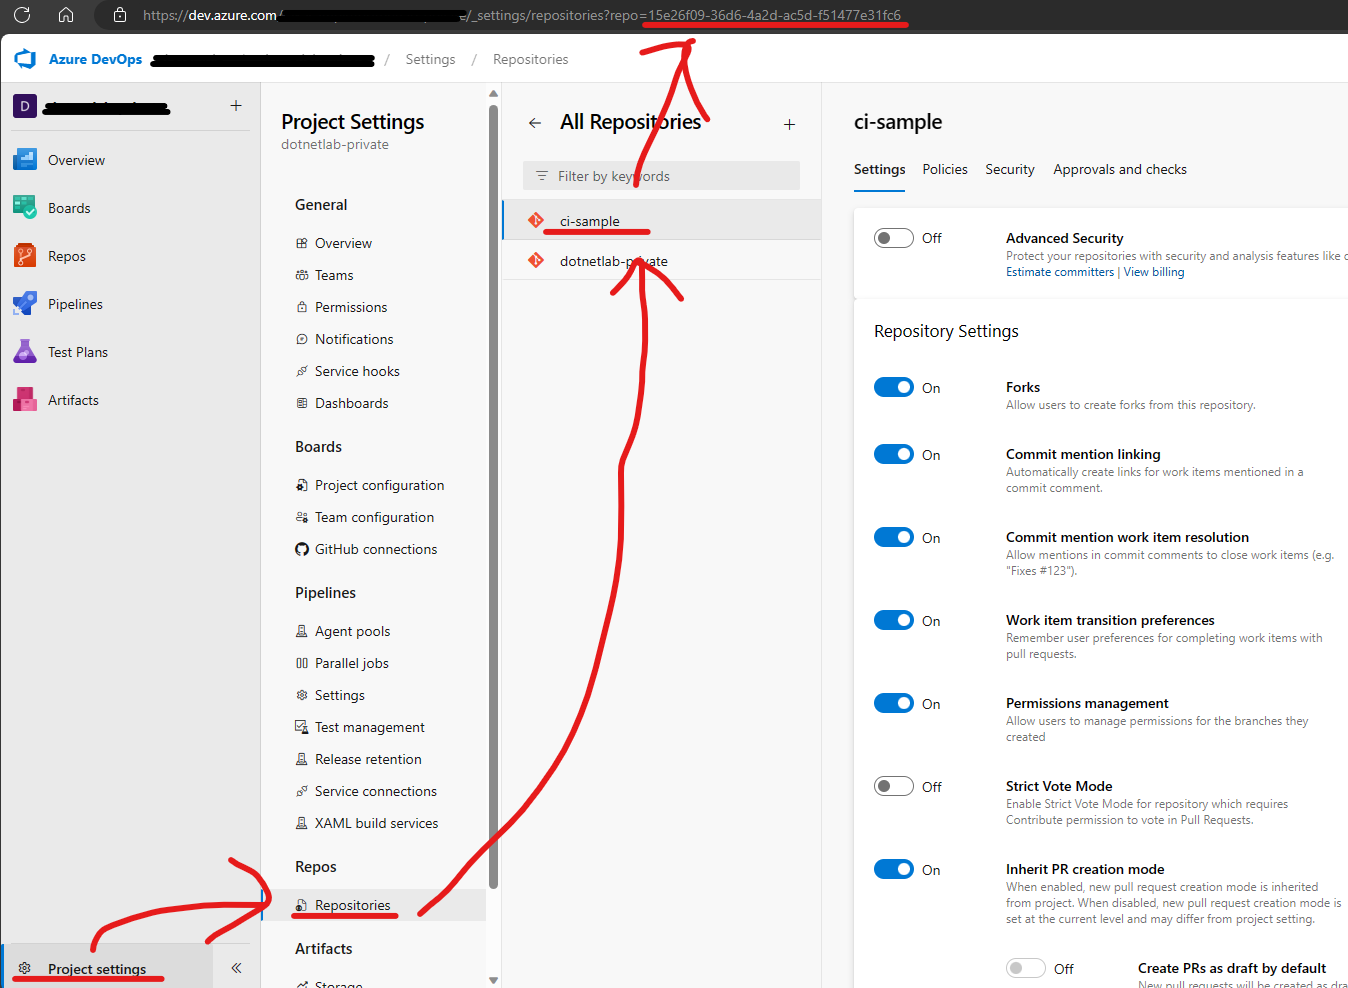 https://dev.azure.com/
/_settings/repositories?repo=15e26f09-36d6-4a2d-ac5d-f51477e31fc6
Azure DevOps / Settings / Repositories
D +
Overview
Boards
Repos
Pipelines
Test Plans
Artifacts
Project settings
Project Settings
dotnetlab-private
General
Overview
Teams
Permissions
Notifications
Service hooks
Dashboards
Boards
Project configuration
Team configuration
GitHub connections
Pipelines
Agent pools
Parallel jobs
Settings
Test management
Release retention
Service connections
XAML build services
Repos
Repositories
Artifacts
Storage
All Repositories +
Filter by keywords
ci-sample
dotnetlab-private
ci-sample
Settings Policies Security Approvals and checks
Off Advanced Security
Protect your repositories with security and analysis features like
Estimate committers | View billing
Repository Settings
On Forks
Allow users to create forks from this repository.
On Commit mention linking
Automatically create links for work items mentioned in a
commit comment.
On Commit mention work item resolution
Allow mentions in commit comments to close work items (e.g.
"Fixes #123").
On Work item transition preferences
Remember user preferences for completing work items with
pull requests.
On Permissions management
Allow users to manage permissions for the branches they
created
Off Strict Vote Mode
Enable Strict Vote Mode for repository which requires
Contribute permission to vote in Pull Requests.
On Inherit PR creation mode
When enabled, new pull request creation mode is inherited
from project. When disabled, new pull request creation mode is
set at the current level and may differ from project setting.
Off Create PRs as draft by default
New pull requests will be created as